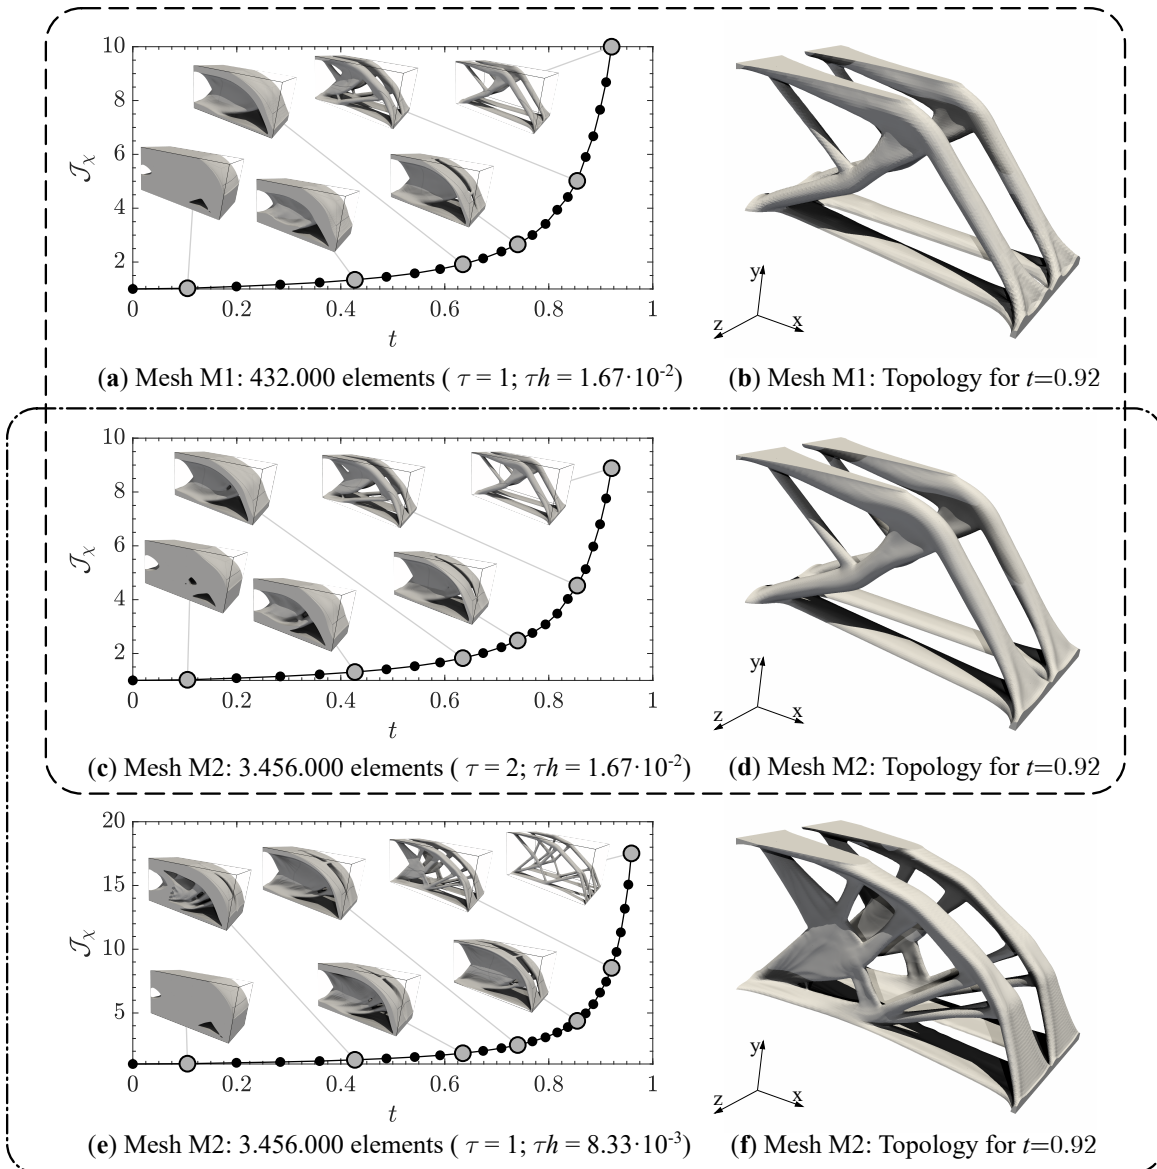 10
8
6
4
2
0 0.2 0.4 0.6 0.8 1
𝒥χ
t
y
z x
(a) Mesh M1: 432.000 elements ( τ = 1; τh = 1.67·10⁻²)
(b) Mesh M1: Topology for t=0.92
10
8
6
4
2
0 0.2 0.4 0.6 0.8 1
𝒥χ
t
y
z x
(c) Mesh M2: 3.456.000 elements ( τ = 2; τh = 1.67·10⁻²)
(d) Mesh M2: Topology for t=0.92
20
15
10
5
0 0.2 0.4 0.6 0.8 1
𝒥χ
t
y
z x
(e) Mesh M2: 3.456.000 elements ( τ = 1; τh = 8.33·10⁻³)
(f) Mesh M2: Topology for t=0.92